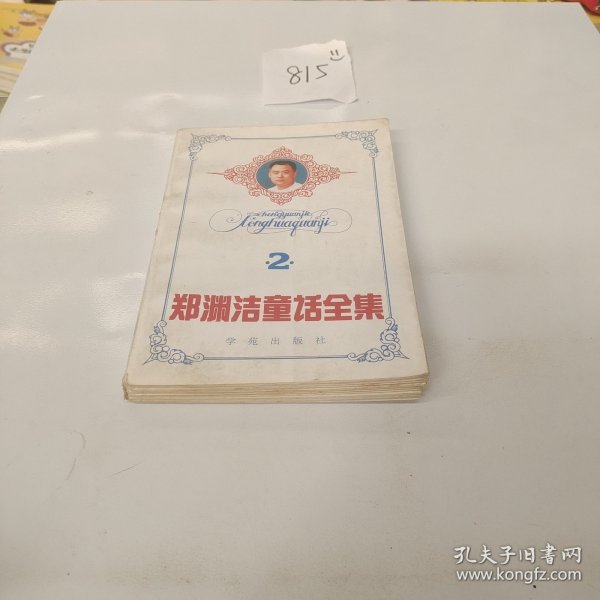 815
Zhengyuanjie
tonghuaquanji
·2·
郑渊洁童话全集
学苑出版社
孔夫子旧书网
www.kongfz.com